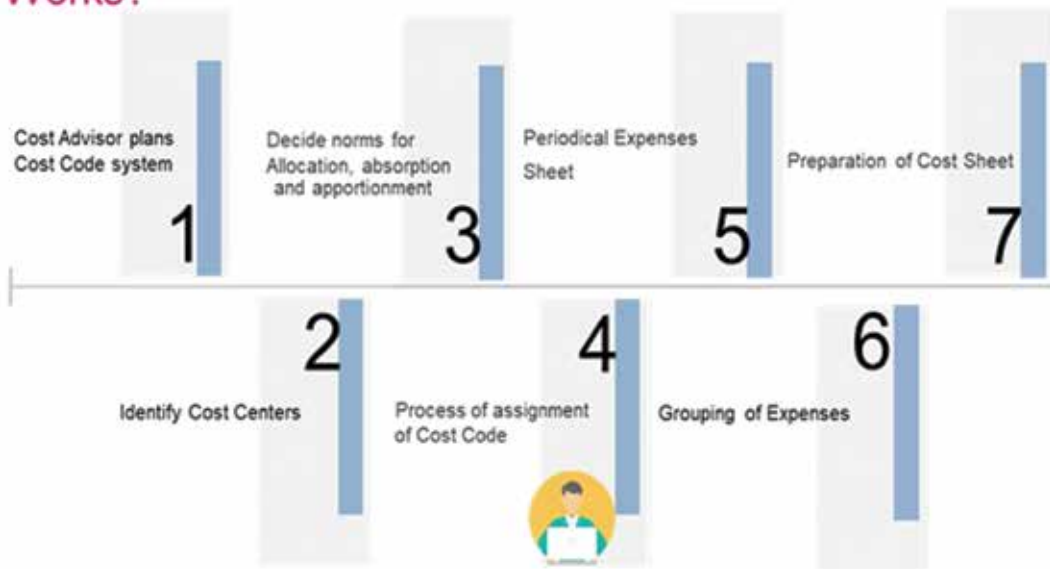 Works?
Cost Advisor plans
Cost Code system
1
Identify Cost Centers
2
Decide norms for
Allocation, absorption
and apportionment
3
Process of assignment
of Cost Code
4
Periodical Expenses
Sheet
5
Grouping of Expenses
6
Preparation of Cost Sheet
7